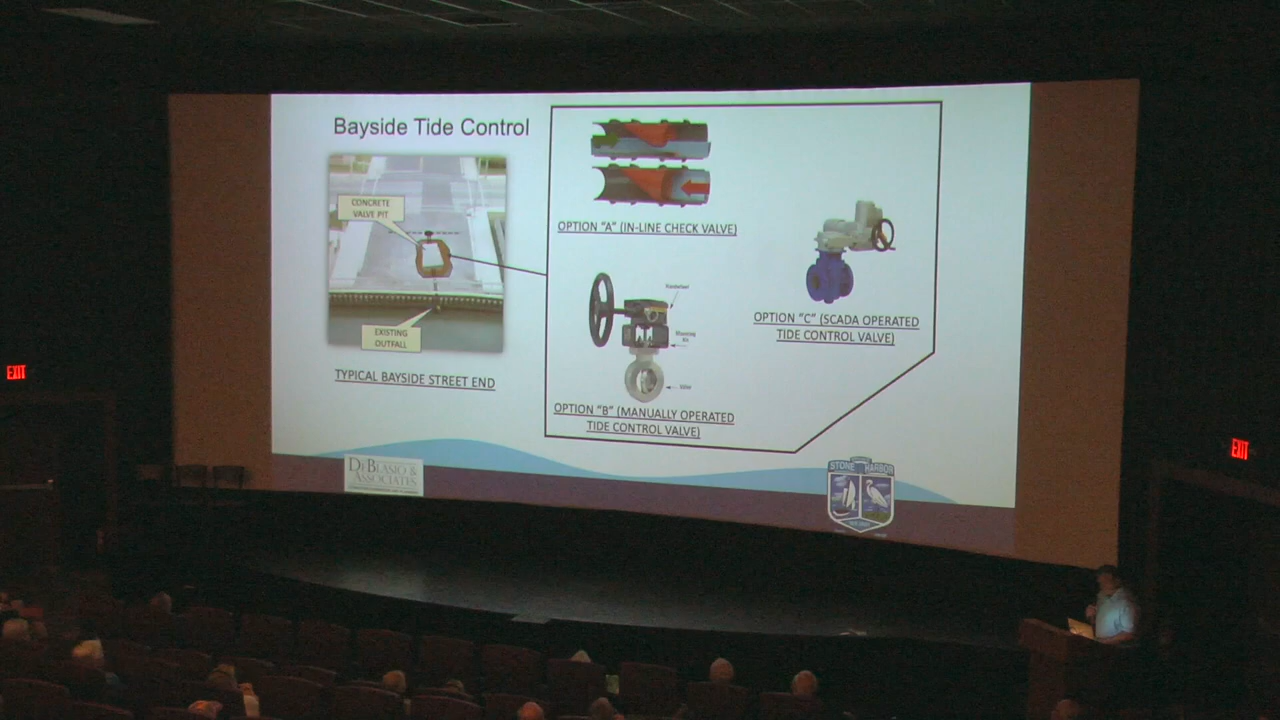 Bayside Tide Control
CONCRETE
VALVE PIT
EXISTING
OUTFALL
TYPICAL BAYSIDE STREET END
OPTION "A" (IN-LINE CHECK VALVE)
Handwheel
Mounting
Kit
Valve
OPTION "B" (MANUALLY OPERATED
TIDE CONTROL VALVE)
OPTION "C" (SCADA OPERATED
TIDE CONTROL VALVE)
DeBLASIO &
ASSOCIATES
STONE HARBOR
EXIT
EXIT